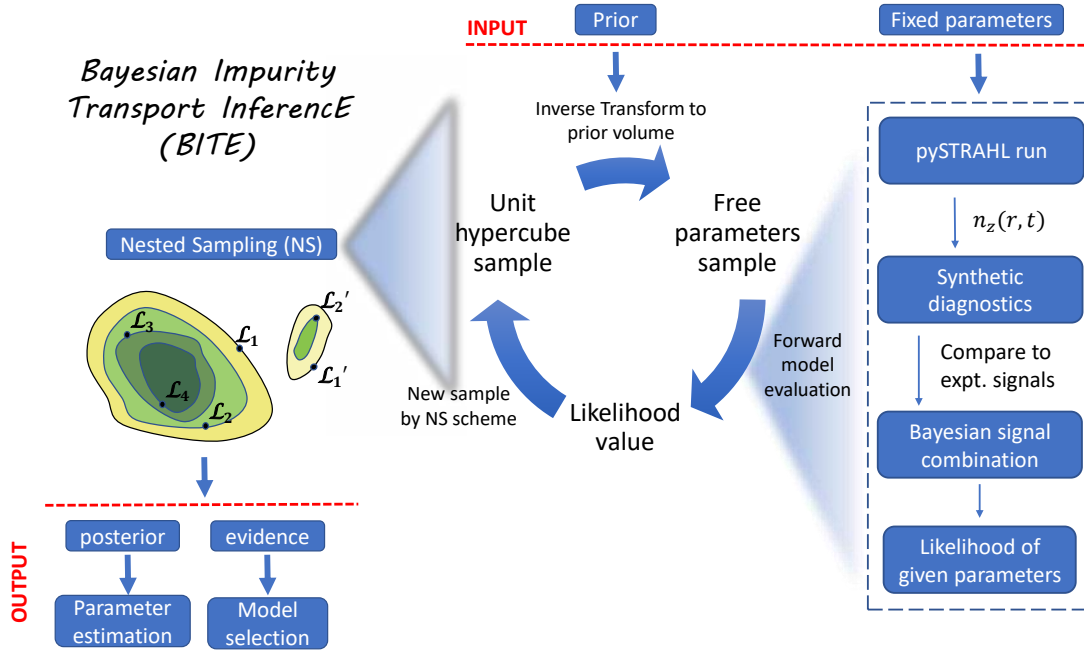 INPUT
Prior
Fixed parameters
Bayesian Impurity
Transport InferencE
(BITE)
Inverse Transform to
prior volume
pySTRAHL run
Unit
hypercube
sample
Free
parameters
sample
n_z(r, t)
Nested Sampling (NS)
Synthetic
diagnostics
ℒ₃
ℒ₁
ℒ₄
ℒ₂
ℒ₂′
ℒ₁′
New sample
by NS scheme
Likelihood
value
Forward
model
evaluation
Compare to
expt. signals
Bayesian signal
combination
Likelihood of
given parameters
OUTPUT
posterior
evidence
Parameter
estimation
Model
selection